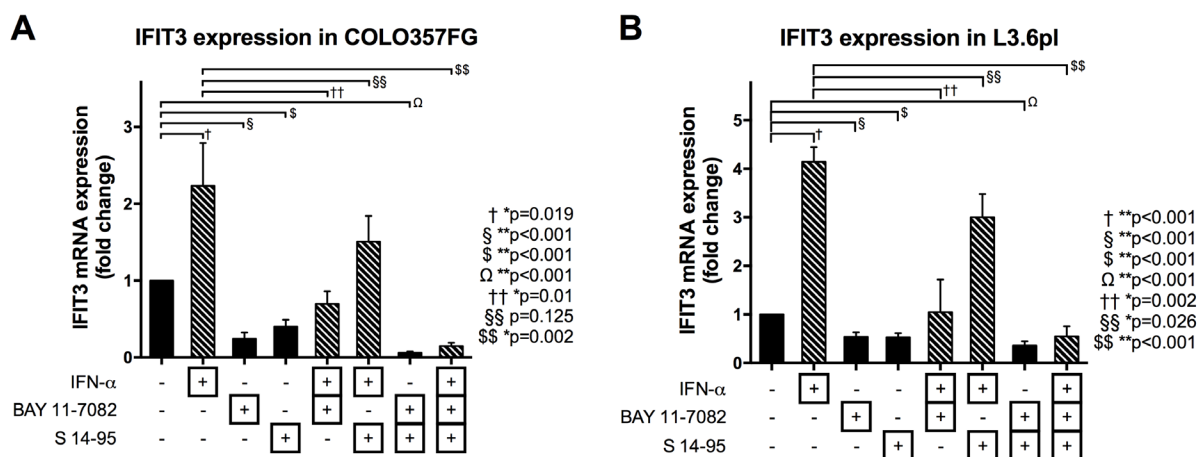 A
IFIT3 expression in COLO357FG
$$
§§
††
Ω
$
§
†
IFIT3 mRNA expression
(fold change)
3
2
1
0
† *p=0.019
§ **p<0.001
$ **p<0.001
Ω **p<0.001
†† *p=0.01
§§ p=0.125
$$ *p=0.002
IFN-α - + - - + + - +
BAY 11-7082 - - + - + - + +
S 14-95 - - - + - + + +
B
IFIT3 expression in L3.6pl
$$
§§
††
Ω
$
§
†
IFIT3 mRNA expression
(fold change)
5
4
3
2
1
0
† **p<0.001
§ **p<0.001
$ **p<0.001
Ω **p<0.001
†† *p=0.002
§§ *p=0.026
$$ **p<0.001
IFN-α - + - - + + - +
BAY 11-7082 - - + - + - + +
S 14-95 - - - + - + + +